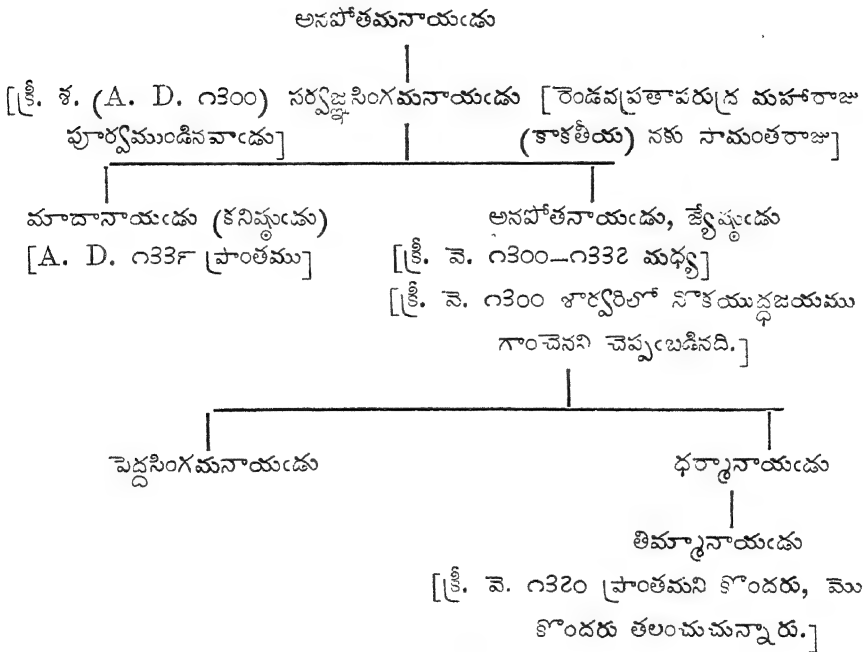 అనపోతమనాయఁడు
[క్రీ. శ. (A. D. ౧౩౦౦) సర్వజ్ఞసింగమనాయఁడు [రెండవప్రతాపరుద్ర మహారాజు
పూర్వముండినవాఁడు] (కాకతీయ) నకు సామంతరాజు]
మాదానాయఁడు (కనిష్ఠుఁడు) అనపోతనాయఁడు, జ్యేష్ఠుఁడు
[A. D. ౧౩౩౯ ప్రాంతము] [క్రీ. వె. ౧౩౦౦–౧౩౩౭ మధ్య]
[క్రీ. వె. ౧౩౦౦ శార్వరిలో నొకయుద్ధజయము
గాంచెనని చెప్పఁబడినది.]
పెద్దసింగమనాయఁడు ధర్మానాయఁడు
తిమ్మానాయఁడు
[క్రీ. వె. ౧౩౭౦ ప్రాంతమని కొందరు, మొ
కొందరు తలంచుచున్నారు.]